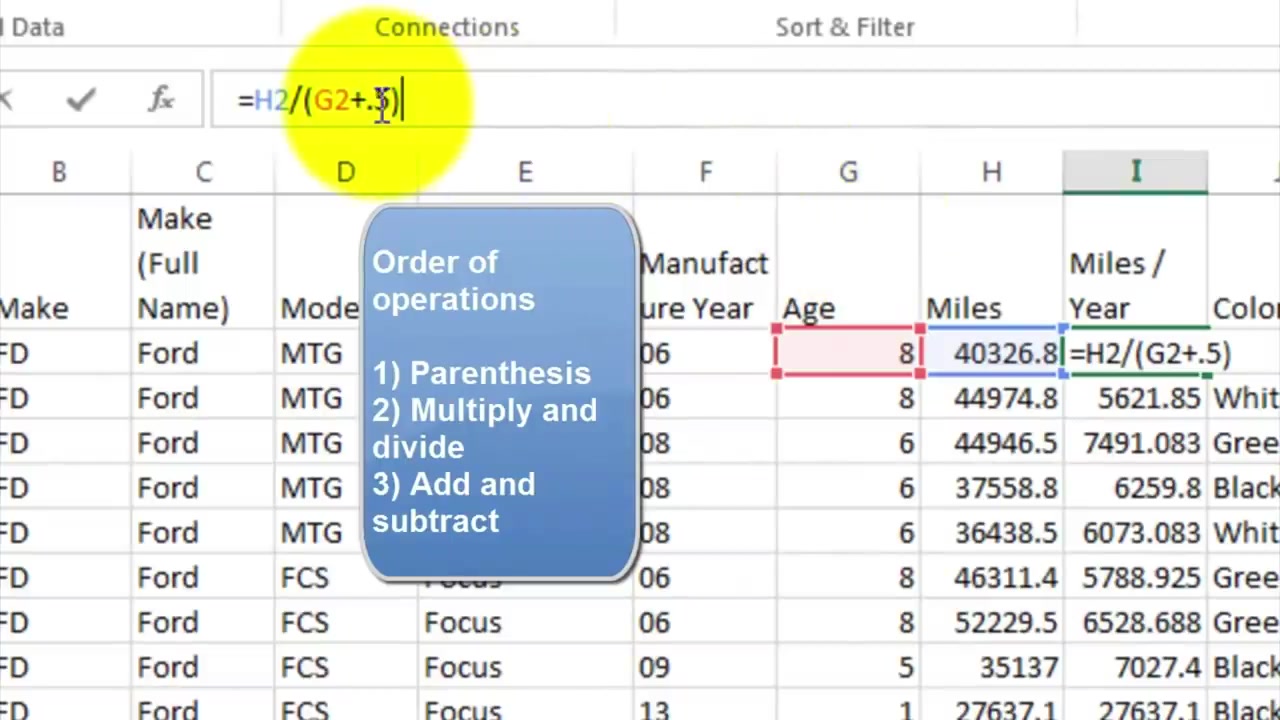 l Data Connections Sort & Filter
fx =H2/(G2+.5)
B C D E F G H I J
Make Make (Full Name) Mode Manufact ure Year Age Miles Miles / Year Color
Order of
operations
1) Parenthesis
2) Multiply and
divide
3) Add and
subtract
FD Ford MTG 06 8 40326.8 =H2/(G2+.5)
FD Ford MTG 06 8 44974.8 5621.85 Whit
FD Ford MTG 08 6 44946.5 7491.083 Gree
FD Ford MTG 08 6 37558.8 6259.8 Black
FD Ford MTG 08 6 36438.5 6073.083 Whit
FD Ford FCS Focus 06 8 46311.4 5788.925 Gree
FD Ford FCS Focus 06 8 52229.5 6528.688 Gree
FD Ford FCS Focus 09 5 35137 7027.4 Black
FD Ford FCS Focus 13 1 27637.1 27637.1 Black